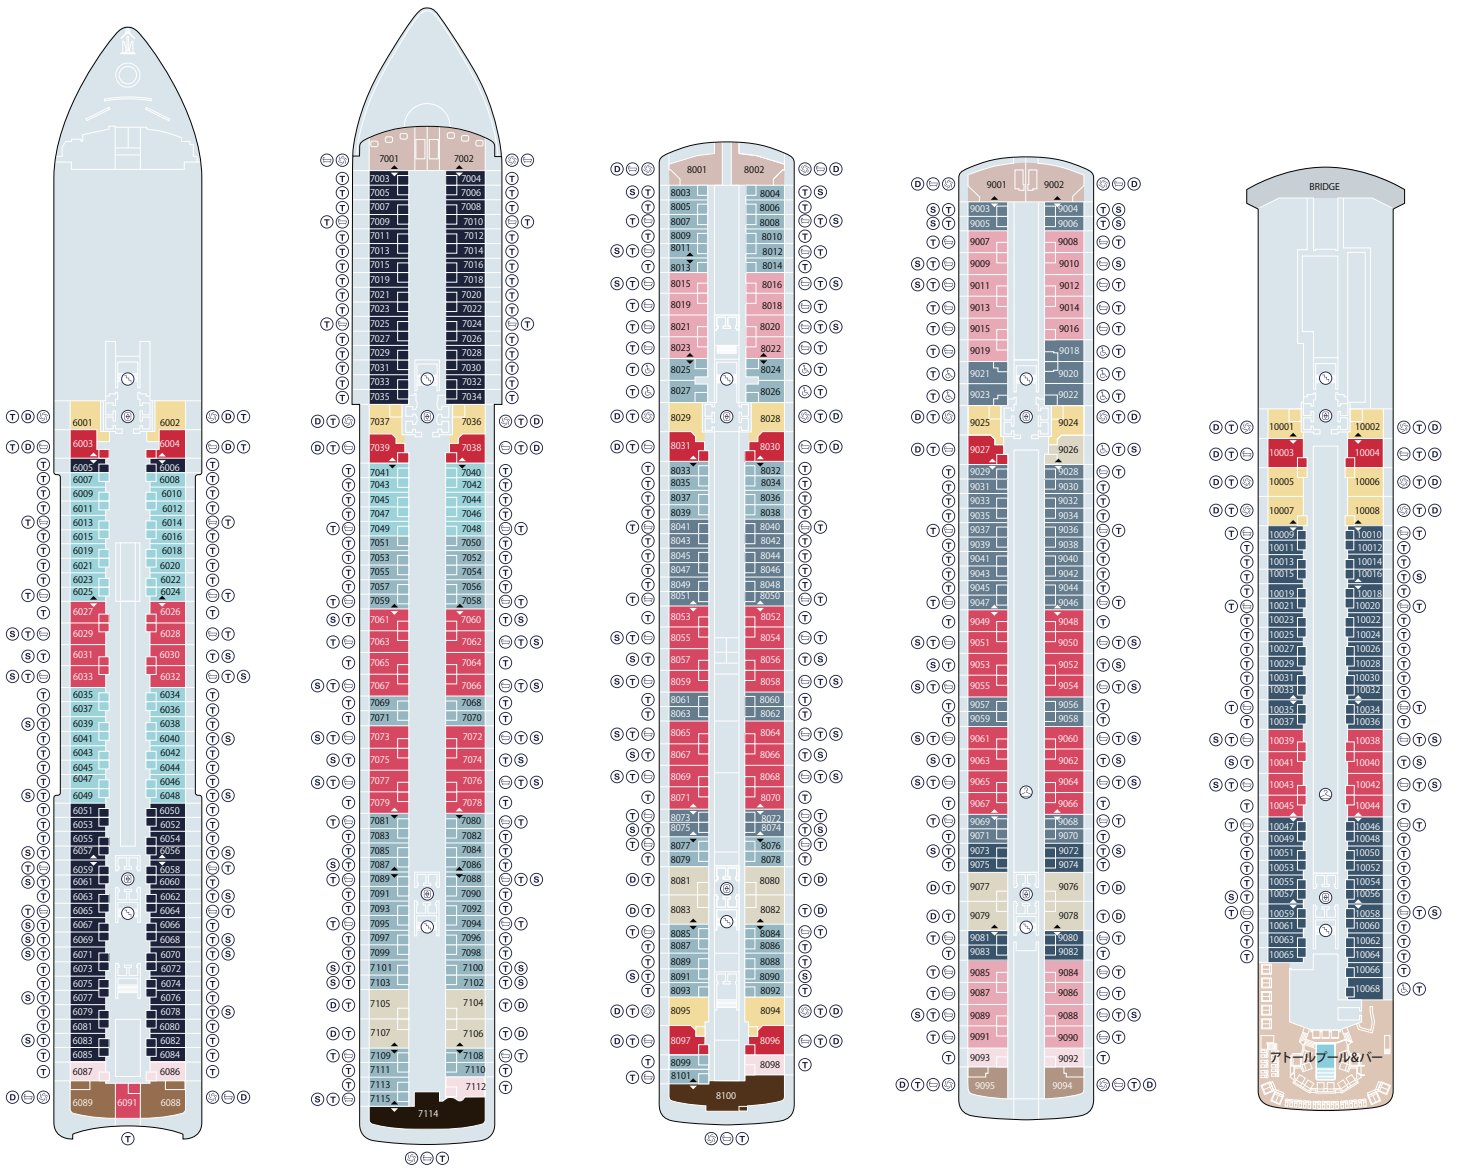 T D 6001 6002 D T
T D 6003 6004 D T
T 6005 6006 T
T 6007 6008 T
T 6009 6010 T
T 6011 6012 T
T 6013 6014 T
T 6015 6016 T
T 6019 6018 T
T 6021 6020 T
T 6023 6022 T
T 6025 6024 T
T 6027 6026
S T 6029 6028 T
S T 6031 6030 T S
S T 6033 6032 T S
T 6035 6034 T
T 6037 6036 T
S T 6039 6038 T
T 6041 6040 T S
T 6043 6042 T
T 6045 6044 T
6047 6046 T
S T 6049 6048 T S
T 6051 6050 T
T 6053 6052 T
T 6055 6054 T
S T 6057 6056 T S
T 6059 6058 T
S T 6061 6060 T
S T 6063 6062 T S
T 6065 6064 T
S T 6067 6066 T
S T 6069 6068 T S
S T 6071 6070 T S
T 6073 6072 T
T 6075 6074 T
S T 6077 6076 T
T 6079 6078 T S
T 6081 6080 T
S T 6083 6082 T
T 6085 6084 T
T 6087 6086 T
D 6089 6091 6088 D
T
7001 7002
T 7003 7004 T
T 7005 7006 T
T 7007 7008 T
T 7009 7010 T
T 7011 7012 T
T 7013 7014 T
T 7015 7016 T
T 7019 7018 T
T 7021 7020 T
T 7023 7022 T
T 7025 7024 T
T 7027 7026 T
T 7029 7028 T
T 7031 7030 T
T 7033 7032 T
T 7035 7034 T
D T 7037 7036 T D
D T 7039 7038 T D
T 7041 7040 T
T 7043 7042 T
T 7045 7044 T
T 7047 7046 T
T 7049 7048 T
T 7051 7050 T
T 7053 7052 T
T 7055 7054 T
T 7057 7056 T
T 7059 7058 T
S T 7061 7060 T S
T 7063 7062 T S
T 7065 7064 T
S T 7067 7066 T S
T 7069 7068 T
T 7071 7070 T
S T 7073 7072 T S
S T 7075 7074 T S
S T 7077 7076 T S
T 7079 7078 T
T 7081 7080 T
T 7083 7082 T
T 7085 7084 T
S T 7087 7086 T
T 7089 7088 T S
T 7091 7090 T
T 7093 7092 T
T 7095 7094 T
T 7097 7096 T
T 7099 7098 T
S T 7101 7100 T S
S T 7103 7102 T S
D T 7105 7104 T D
D T 7107 7106 T D
T 7109 7108 T
T 7111 7110 T
T 7113 7112 T
S T 7115
7114
T
D 8001 8002 D
S T 8003 8004 T S
T 8005 8006 T
T 8007 8008 T S
T 8009 8010 T
S T 8011 8012 T
T 8013 8014 T
S T 8015 8016 T S
T 8019 8018 T
T 8021 8020 T S
T 8023 8022 T
T 8025 8024 T
T 8027 8026 T
D T 8029 8028 T D
D T 8031 8030 T D
T 8033 8032 T
T 8035 8034 T
T 8037 8036 T
T 8039 8038 T
T 8041 8040 T
T 8043 8042 T
T 8045 8044 T
T 8047 8046 T
T 8049 8048 T
T 8051 8050 T
T 8053 8052 T
S T 8055 8054 T
S T 8057 8056 T S
S T 8059 8058 T S
T 8061 8060 T
T 8063 8062 T
S T 8065 8064 T S
S T 8067 8066 T S
S T 8069 8068 T S
T 8071 8070 T
T 8073 8072 T
S T 8075 8074 T S
T 8077 8076 T
T 8079 8078 T
D T 8081 8080 T D
D T 8083 8082 T D
T 8085 8084 T
T 8087 8086 T
T 8089 8088 T
S T 8091 8090 S
T 8093 8092 T
D T 8095 8094 T D
D T 8097 8096 T D
T 8099 8098 T
T 8101
8100
T
D 9001 9002 D
S T 9003 9004 T S
S T 9005 9006 T S
T 9007 9008 T
S T 9009 9010 S
S T 9011 9012 T S
T 9013 9014 T
T 9015 9016 T
T 9019 9018 T
T 9021 9020 T
T 9023 9022 T
D T 9025 9024 T D
D T 9027 9026 T S
T 9029 9028 T
T 9031 9030 T
T 9033 9032 T
T 9035 9034 T
T 9037 9036 T
T 9039 9038 T
T 9041 9040 T
T 9043 9042 T
T 9045 9044 T
T 9047 9046 T
T 9049 9048 T
S T 9051 9050 T S
S T 9053 9052 T S
S T 9055 9054 T S
T 9057 9056 T
T 9059 9058 T
S T 9061 9060 T S
S T 9063 9062 T S
S T 9065 9064 T S
T 9067 9066 T
T 9069 9068 T
T 9071 9070 T
S T 9073 9072 T S
T 9075 9074 T
D T 9077 9076 T D
D T 9079 9078 T D
T 9081 9080 T
T 9083 9082 T
T 9085 9084 T
T 9087 9086 T
S T 9089 9088 T S
T 9091 9090 T
T 9093 9092 T
D T 9095 9094 T D
BRIDGE
D T 10001 10002 T D
D T 10003 10004 T D
D T 10005 10006 T D
D T 10007 10008 T D
T 10009 10010 T
T 10011 10012 T
T 10013 10014 T
T 10015 10016 T S
T 10019 10018 T
T 10021 10020 T
T 10023 10022 T
T 10025 10024 T
T 10027 10026 T
T 10029 10028 T
T 10031 10030 T
T 10033 10032 T
T 10035 10034 T
T 10037 10036 T
S T 10039 10038 T S
S T 10041 10040 T S
S T 10043 10042 T S
T 10045 10044 T
T 10047 10046 T
T 10049 10048 T
T 10051 10050 T
T 10053 10052 T
T 10055 10054 T
S T 10057 10056 T
T 10059 10058 T S
T 10061 10060 T
T 10063 10062 T
T 10065 10064 T
10066 T
10068 T
アトールプール&バー